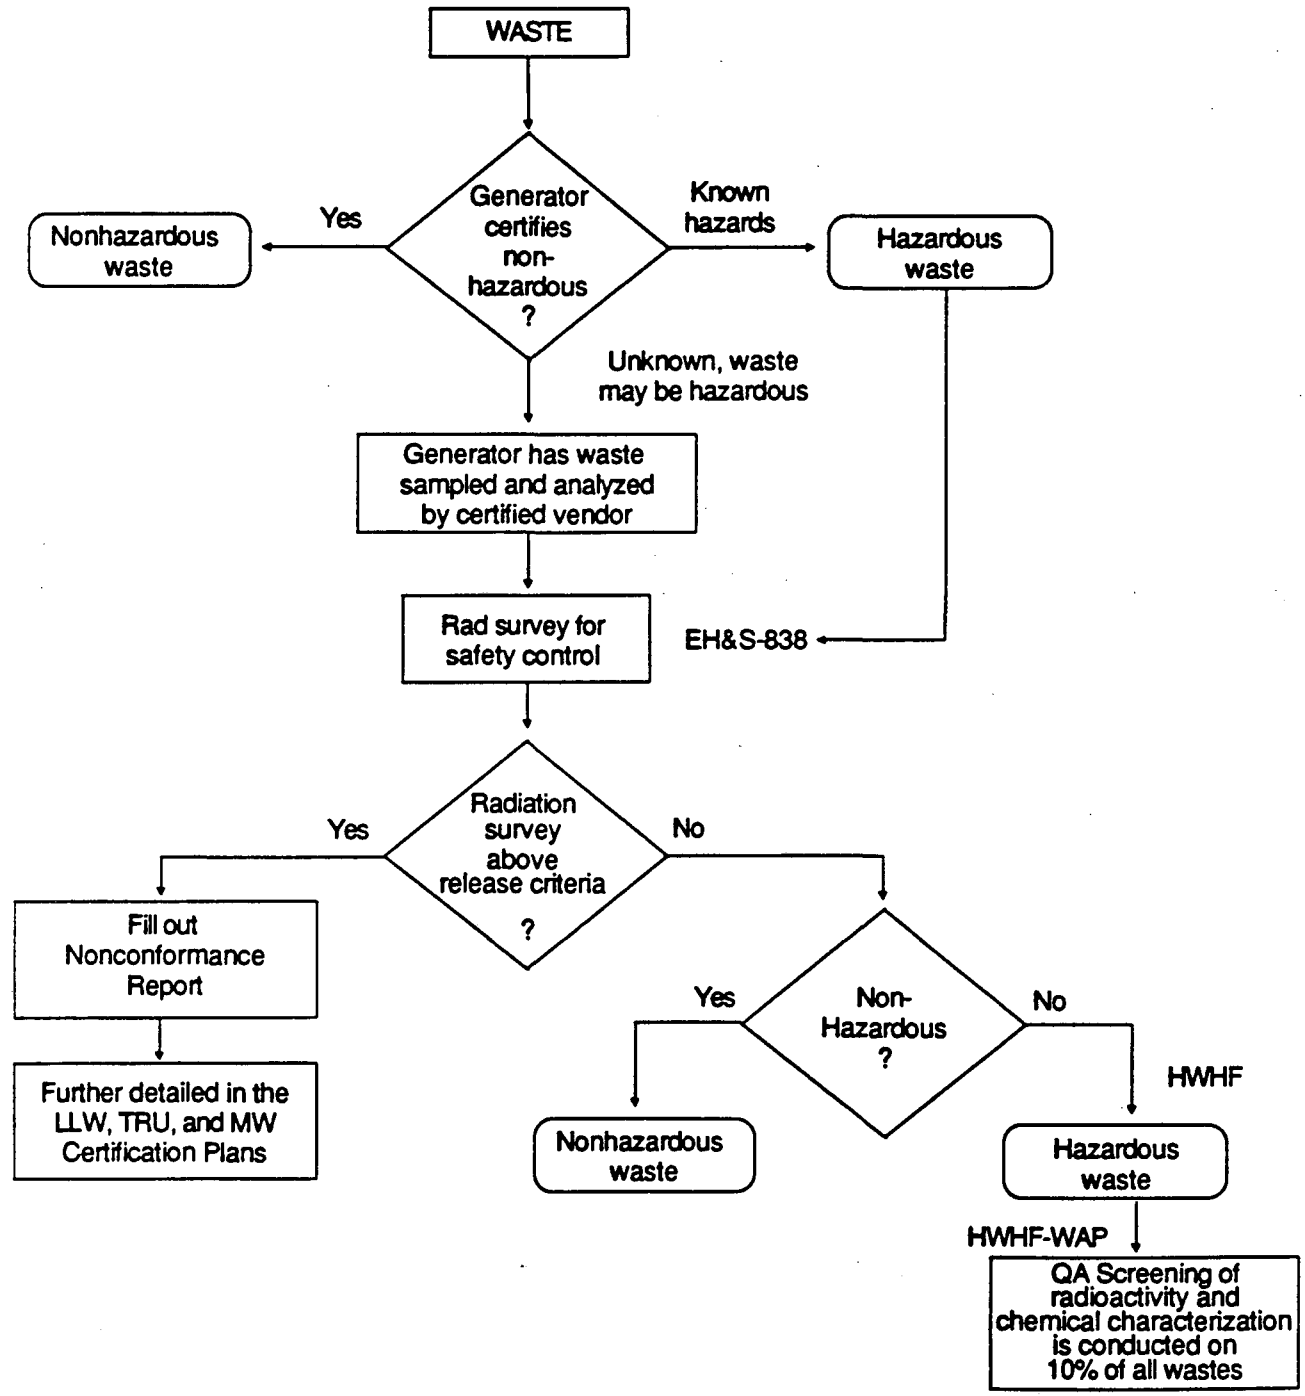 WASTE
Generator
certifies
non-
hazardous
?
Yes
Known
hazards
Nonhazardous
waste
Hazardous
waste
Unknown, waste
may be hazardous
Generator has waste
sampled and analyzed
by certified vendor
Rad survey for
safety control
EH&S-838
Radiation
survey
above
release criteria
?
Yes
No
Fill out
Nonconformance
Report
Further detailed in the
LLW, TRU, and MW
Certification Plans
Non-
Hazardous
?
Yes
No
HWHF
Nonhazardous
waste
Hazardous
waste
HWHF-WAP
QA Screening of
radioactivity and
chemical characterization
is conducted on
10% of all wastes